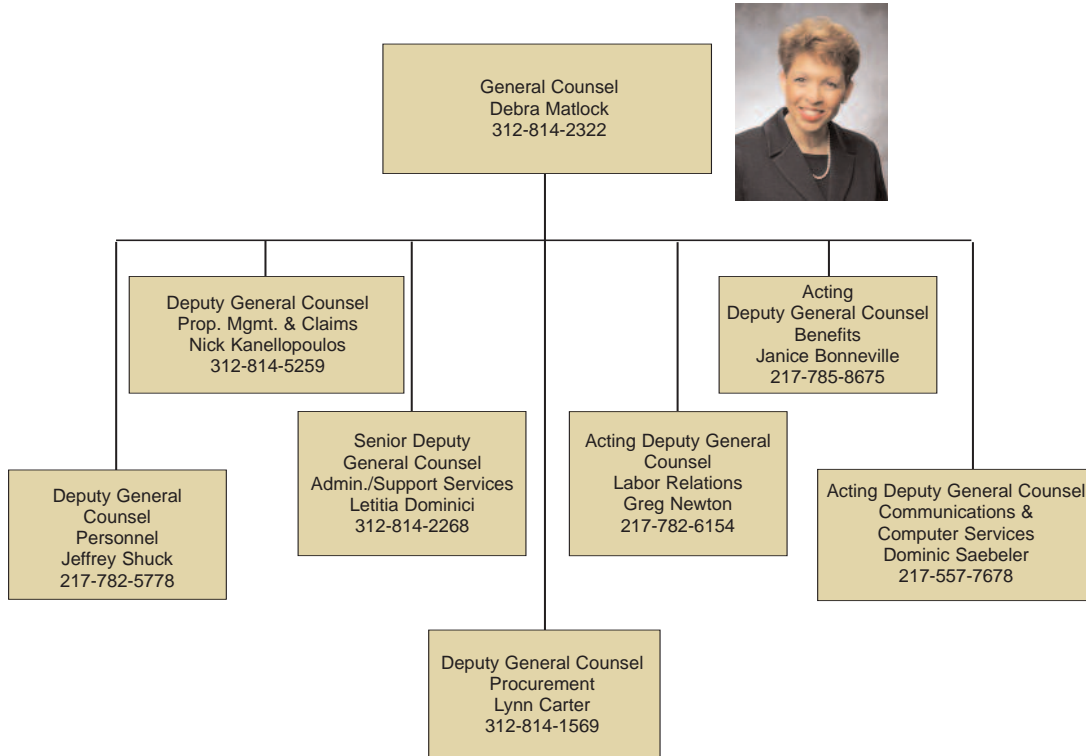 General Counsel
Debra Matlock
312-814-2322
Deputy General Counsel
Prop. Mgmt. & Claims
Nick Kanellopoulos
312-814-5259
Acting
Deputy General Counsel
Benefits
Janice Bonneville
217-785-8675
Senior Deputy
General Counsel
Admin./Support Services
Letitia Dominici
312-814-2268
Acting Deputy General
Counsel
Labor Relations
Greg Newton
217-782-6154
Deputy General
Counsel
Personnel
Jeffrey Shuck
217-782-5778
Acting Deputy General Counsel
Communications &
Computer Services
Dominic Saebeler
217-557-7678
Deputy General Counsel
Procurement
Lynn Carter
312-814-1569